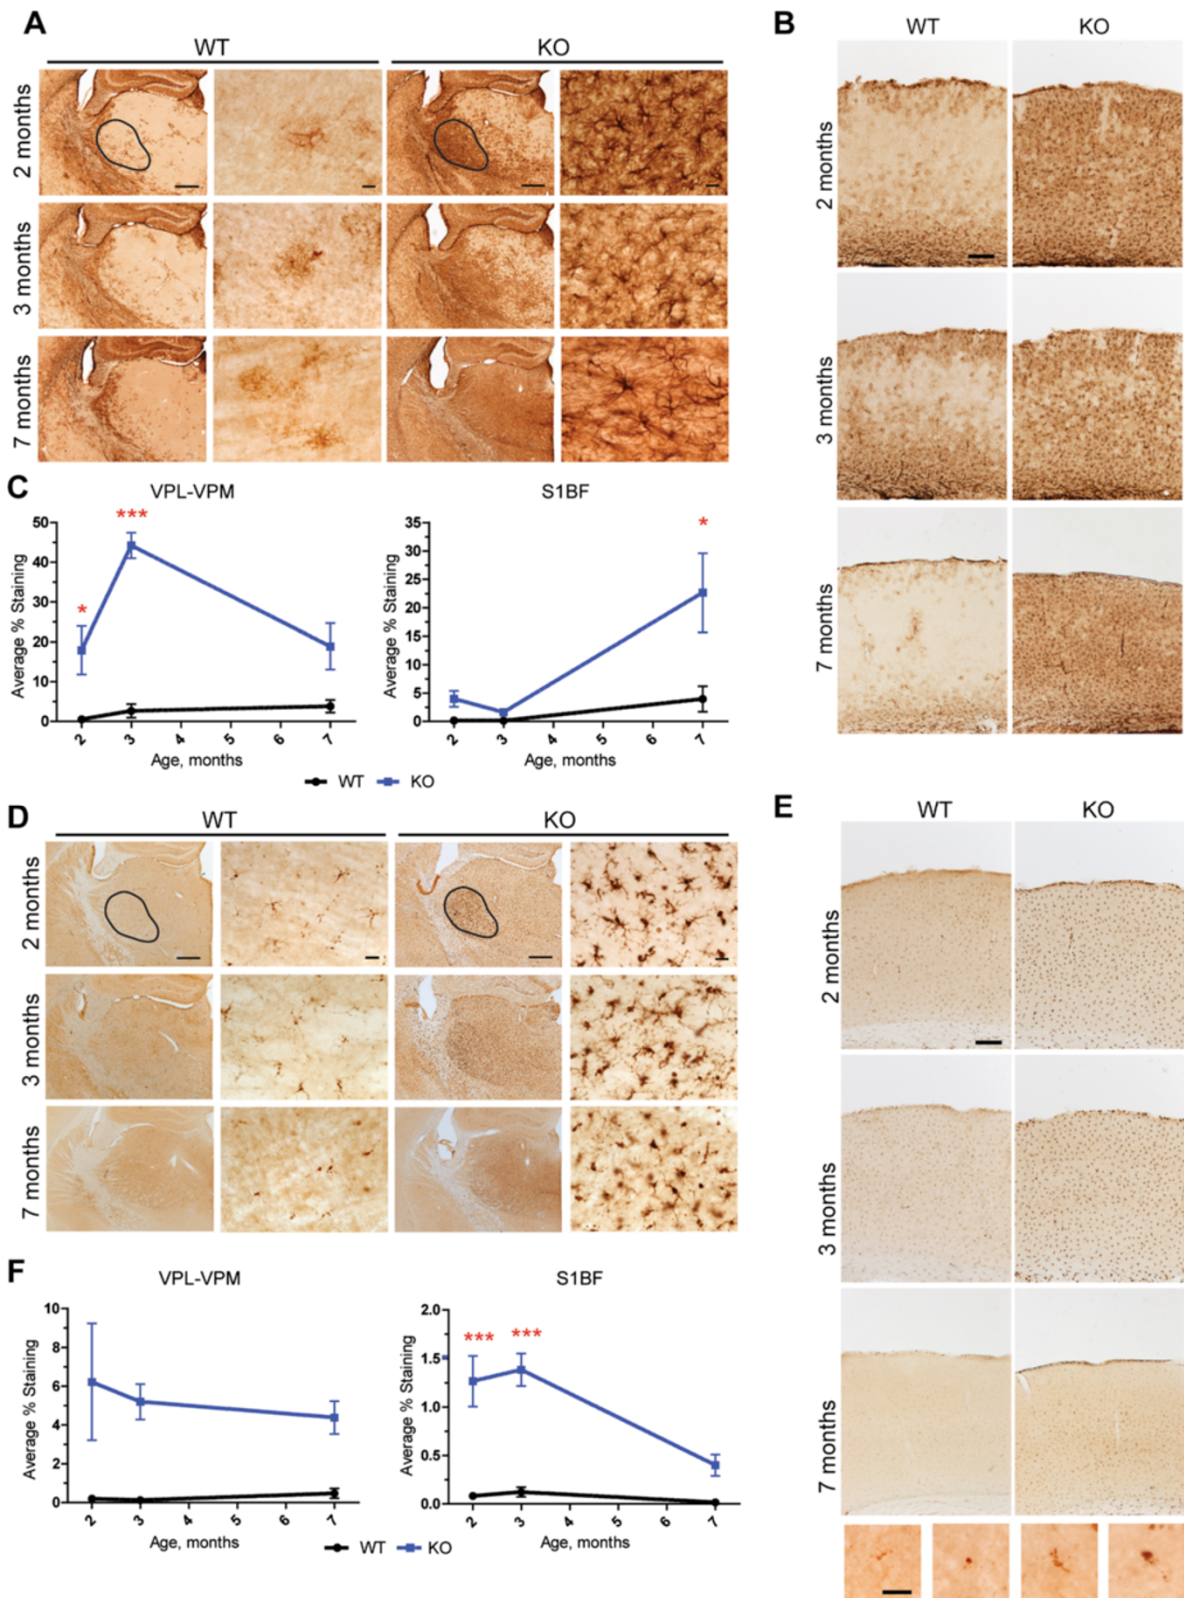 A
WT
KO
2 months
3 months
7 months
B
WT
KO
2 months
3 months
7 months
C
VPL-VPM
***
*
Average % Staining
50
40
30
20
10
0
2
3
4
5
6
7
Age, months
S1BF
*
Average % Staining
35
30
25
20
15
10
5
0
2
3
4
5
6
7
Age, months
WT
KO
D
WT
KO
2 months
3 months
7 months
E
WT
KO
2 months
3 months
7 months
F
VPL-VPM
Average % Staining
10
8
6
4
2
0
2
3
4
5
6
7
Age, months
S1BF
***
***
Average % Staining
2.0
1.5
1.0
0.5
0.0
2
3
4
5
6
7
Age, months
WT
KO